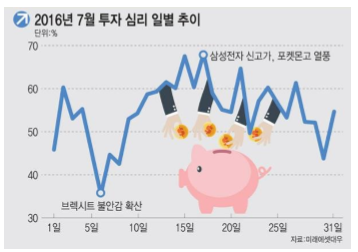 2016년 7월 투자 심리 일별 추이
단위:%
70
삼성전자 신고가, 포켓몬고 열풍
60
50
40
브렉시트 불안감 확산
30
1일 5일 10일 15일 20일 25일 31일
자료:미래에셋대우